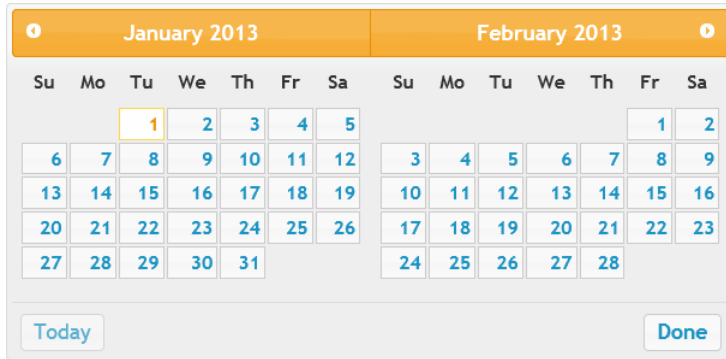 January 2013 February 2013
Su Mo Tu We Th Fr Sa Su Mo Tu We Th Fr Sa
1 2 3 4 5 1 2
6 7 8 9 10 11 12 3 4 5 6 7 8 9
13 14 15 16 17 18 19 10 11 12 13 14 15 16
20 21 22 23 24 25 26 17 18 19 20 21 22 23
27 28 29 30 31 24 25 26 27 28
Today Done